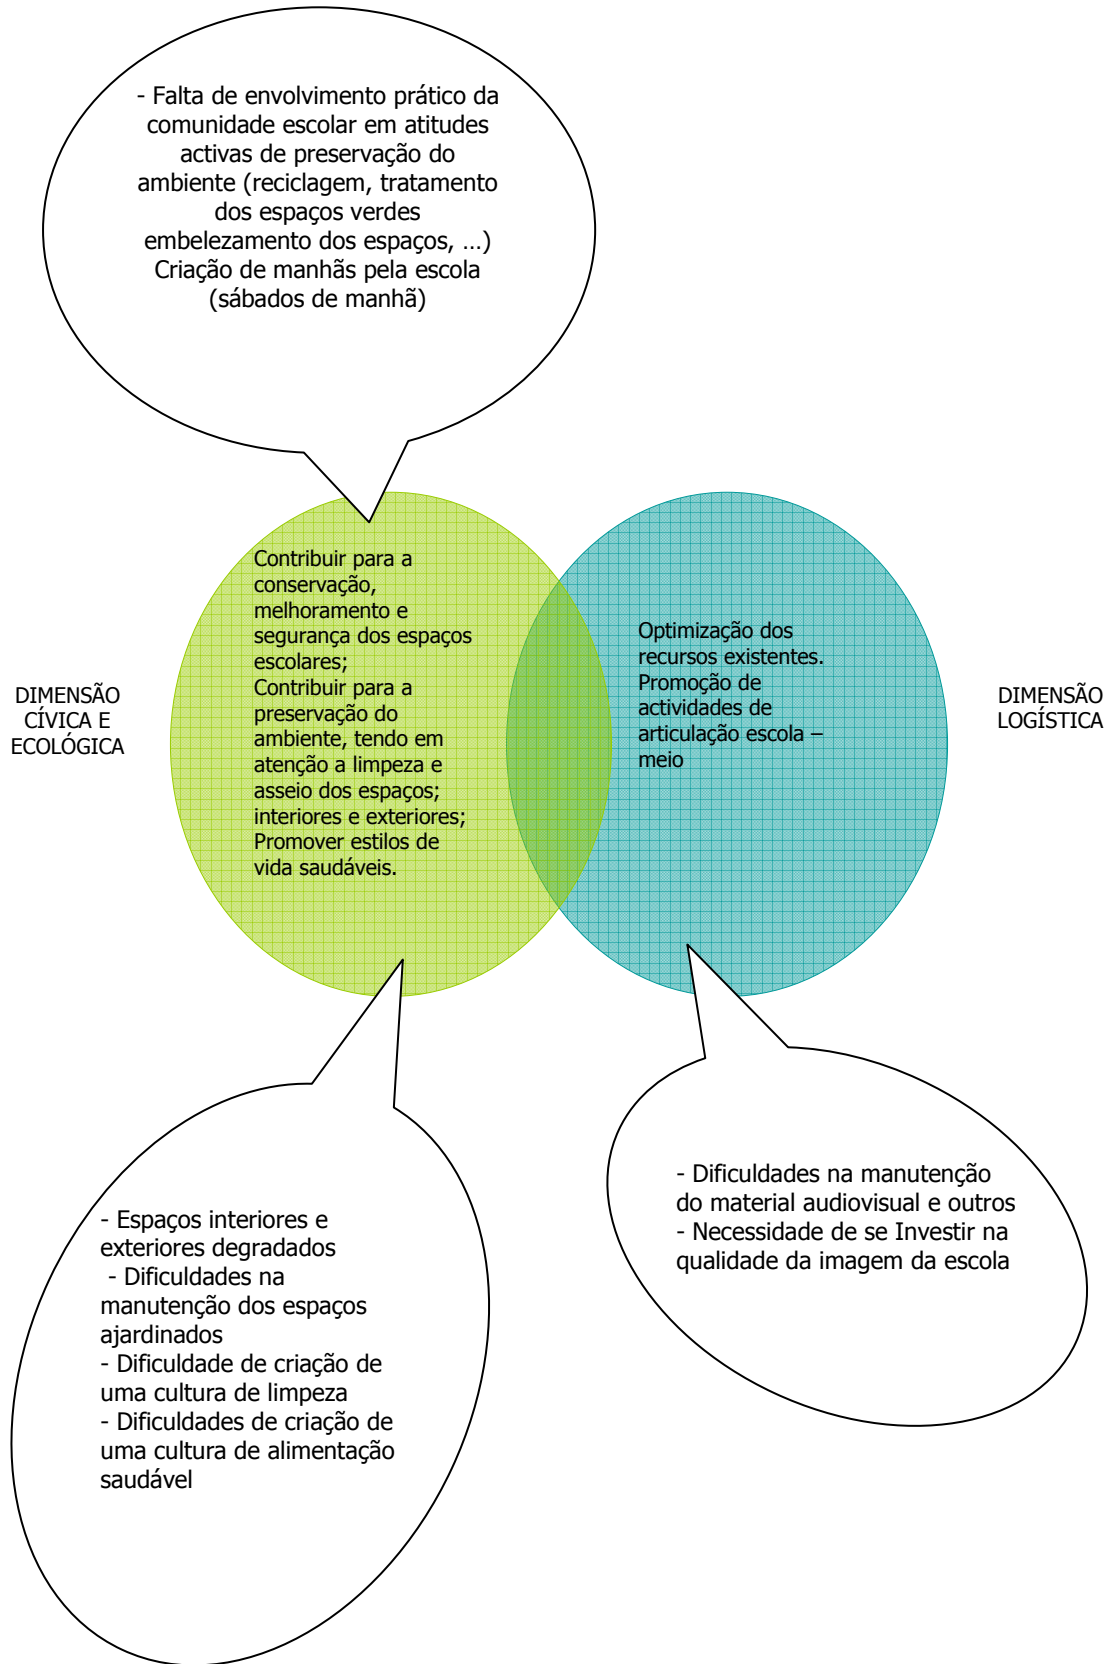 - Falta de envolvimento prático da
comunidade escolar em atitudes
activas de preservação do
ambiente (reciclagem, tratamento
dos espaços verdes
embelezamento dos espaços, ...)
Criação de manhãs pela escola
(sábados de manhã)
DIMENSÃO
CÍVICA E
ECOLÓGICA
Contribuir para a
conservação,
melhoramento e
segurança dos espaços
escolares;
Contribuir para a
preservação do
ambiente, tendo em
atenção a limpeza e
asseio dos espaços;
interiores e exteriores;
Promover estilos de
vida saudáveis.
Optimização dos
recursos existentes.
Promoção de
actividades de
articulação escola –
meio
DIMENSÃO
LOGÍSTICA
- Espaços interiores e
exteriores degradados
- Dificuldades na
manutenção dos espaços
ajardinados
- Dificuldade de criação de
uma cultura de limpeza
- Dificuldades de criação de
uma cultura de alimentação
saudável
- Dificuldades na manutenção
do material audiovisual e outros
- Necessidade de se Investir na
qualidade da imagem da escola